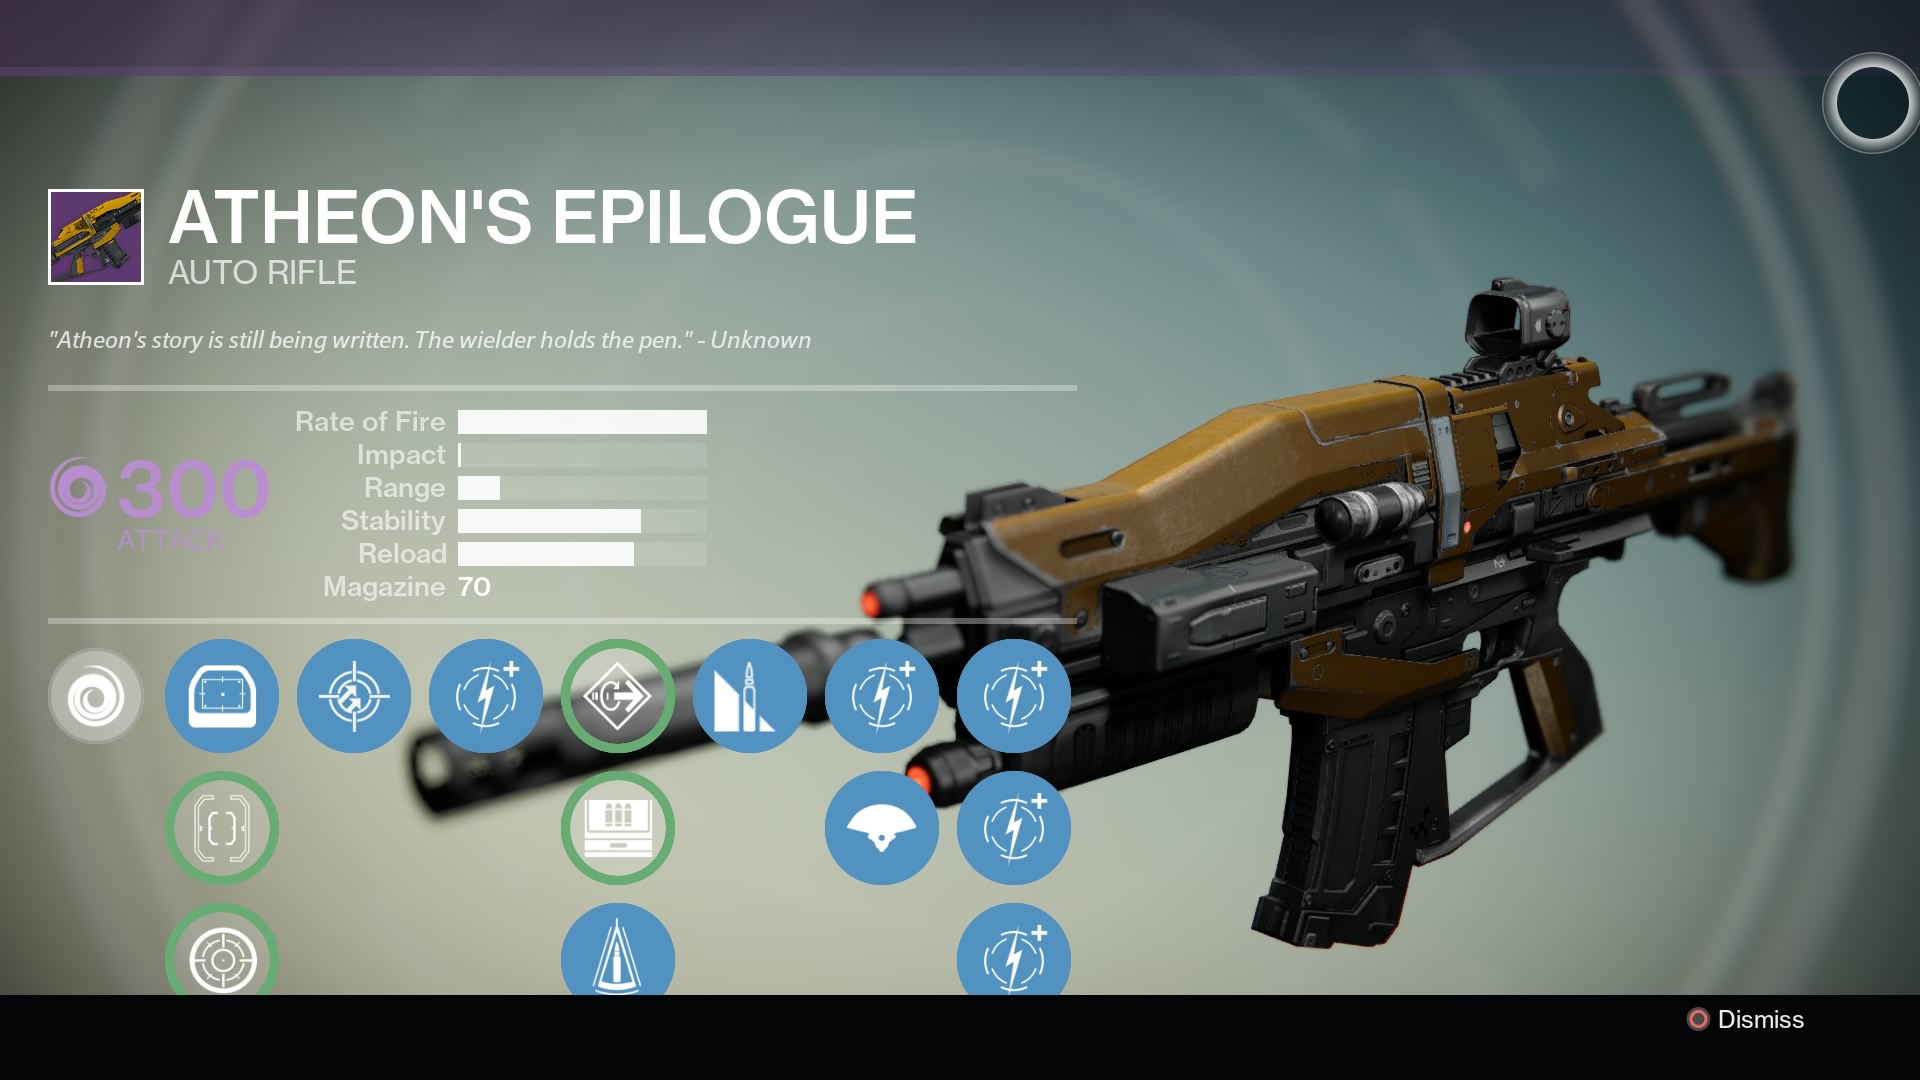 ATHEON'S EPILOGUE
AUTO RIFLE
"Atheon's story is still being written. The wielder holds the pen." - Unknown
300
ATTACK
Rate of Fire
Impact
Range
Stability
Reload
Magazine 70
Dismiss